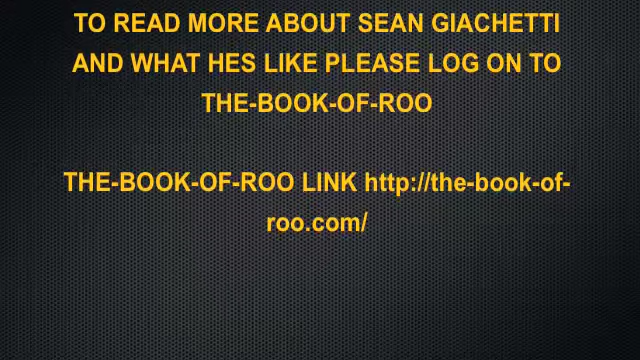 TO READ MORE ABOUT SEAN GIACHETTI
AND WHAT HES LIKE PLEASE LOG ON TO
THE-BOOK-OF-ROO
THE-BOOK-OF-ROO LINK http://the-book-of-
roo.com/